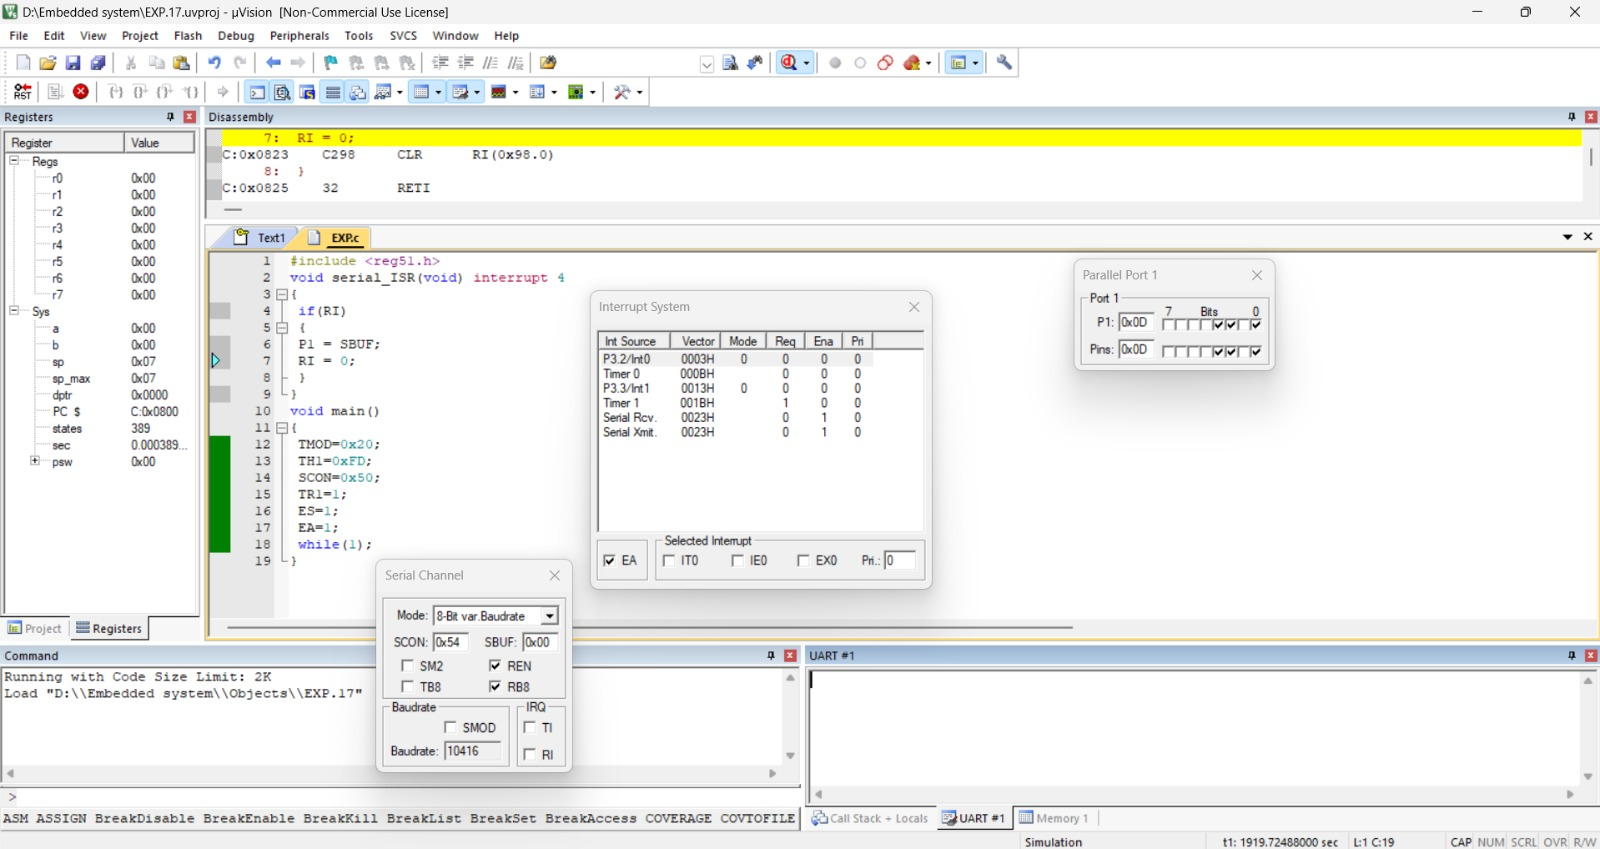 D:\Embedded system\EXP.17.uvproj - µVision [Non-Commercial Use License]
File Edit View Project Flash Debug Peripherals Tools SVCS Window Help
RST
Registers
Register Value
Regs
r0 0x00
r1 0x00
r2 0x00
r3 0x00
r4 0x00
r5 0x00
r6 0x00
r7 0x00
Sys
a 0x00
b 0x00
sp 0x07
sp_max 0x07
dptr 0x0000
PC $ C:0x0800
states 389
sec 0.000389...
psw 0x00
Project Registers
Disassembly
7: RI = 0;
C:0x0823 C298 CLR RI(0x98.0)
8: }
C:0x0825 32 RETI
Text1 EXP.c
1 #include <reg51.h>
2 void serial_ISR(void) interrupt 4
3 {
4 if(RI)
5 {
6 P1 = SBUF;
7 RI = 0;
8 }
9 }
10 void main()
11 {
12 TMOD=0x20;
13 TH1=0xFD;
14 SCON=0x50;
15 TR1=1;
16 ES=1;
17 EA=1;
18 while(1);
19 }
Interrupt System
Int Source Vector Mode Req Ena Pri
P3.2/Int0 0003H 0 0 0 0
Timer 0 000BH 0 0 0
P3.3/Int1 0013H 0 0 0 0
Timer 1 001BH 1 0 0
Serial Rcv. 0023H 0 1 0
Serial Xmit. 0023H 0 1 0
Selected Interrupt
EA IT0 IE0 EX0 Pri.: 0
Parallel Port 1
Port 1
7 Bits 0
P1: 0x0D
Pins: 0x0D
Serial Channel
Mode: 8-Bit var.Baudrate
SCON: 0x54 SBUF: 0x00
SM2 REN
TB8 RB8
Baudrate IRQ
SMOD TI
Baudrate: 10416 RI
Command
Running with Code Size Limit: 2K
Load "D:\\Embedded system\\Objects\\EXP.17"
>
ASM ASSIGN BreakDisable BreakEnable BreakKill BreakList BreakSet BreakAccess COVERAGE COVTOFILE
UART #1
Call Stack + Locals UART #1 Memory 1
Simulation t1: 1919.72488000 sec L:1 C:19 CAP NUM SCRL OVR R/W